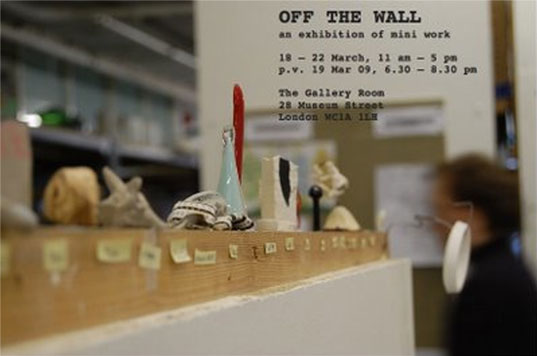 OFF THE WALL
an exhibition of mini work
18 — 22 March, 11 am — 5 pm
p.v. 19 Mar 09, 6.30 — 8.30 pm
The Gallery Room
28 Museum Street
London WC1A 1LH